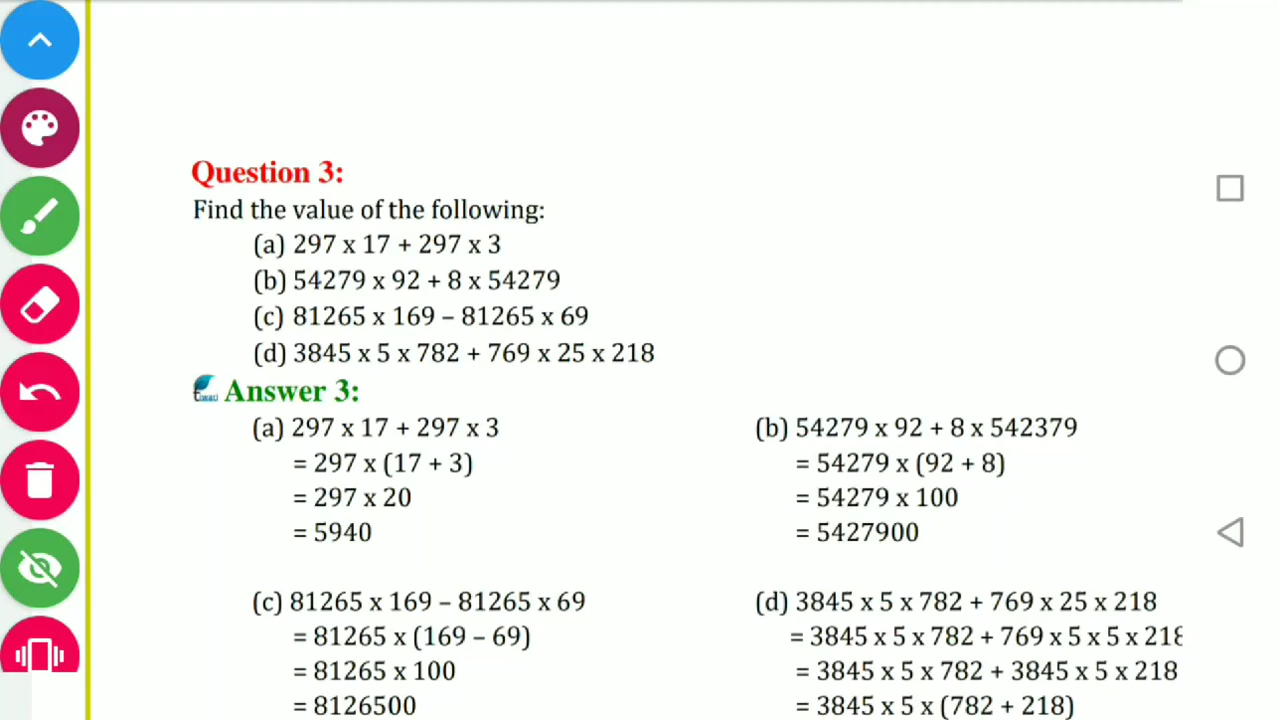 Question 3:
Find the value of the following:
(a) 297 x 17 + 297 x 3
(b) 54279 x 92 + 8 x 54279
(c) 81265 x 169 – 81265 x 69
(d) 3845 x 5 x 782 + 769 x 25 x 218
Answer 3:
(a) 297 x 17 + 297 x 3
= 297 x (17 + 3)
= 297 x 20
= 5940
(b) 54279 x 92 + 8 x 542379
= 54279 x (92 + 8)
= 54279 x 100
= 5427900
(c) 81265 x 169 – 81265 x 69
= 81265 x (169 – 69)
= 81265 x 100
= 8126500
(d) 3845 x 5 x 782 + 769 x 25 x 218
= 3845 x 5 x 782 + 769 x 5 x 5 x 218
= 3845 x 5 x 782 + 3845 x 5 x 218
= 3845 x 5 x (782 + 218)